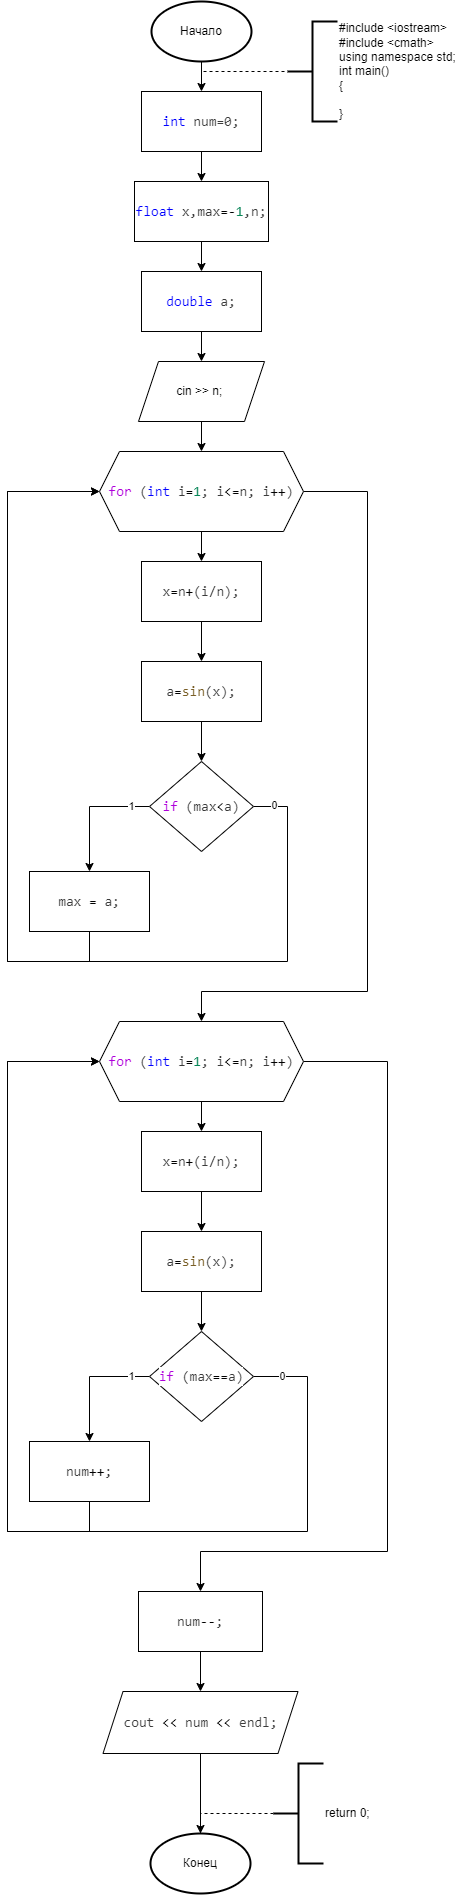 Начало
#include <iostream>
#include <cmath>
using namespace std;
int main()
{
}
int num=0;
float x,max=-1,n;
double a;
cin >> n;
for (int i=1; i<=n; i++)
x=n+(i/n);
a=sin(x);
if (max<a)
1
0
max = a;
for (int i=1; i<=n; i++)
x=n+(i/n);
a=sin(x);
if (max==a)
1
0
num++;
num--;
cout << num << endl;
return 0;
Конец